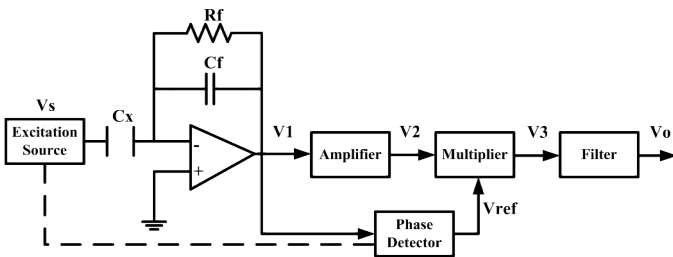 Rf
Cf
Vs
Cx
Excitation
Source
-
+
V1
Amplifier
V2
Multiplier
V3
Filter
Vo
Vref
Phase
Detector